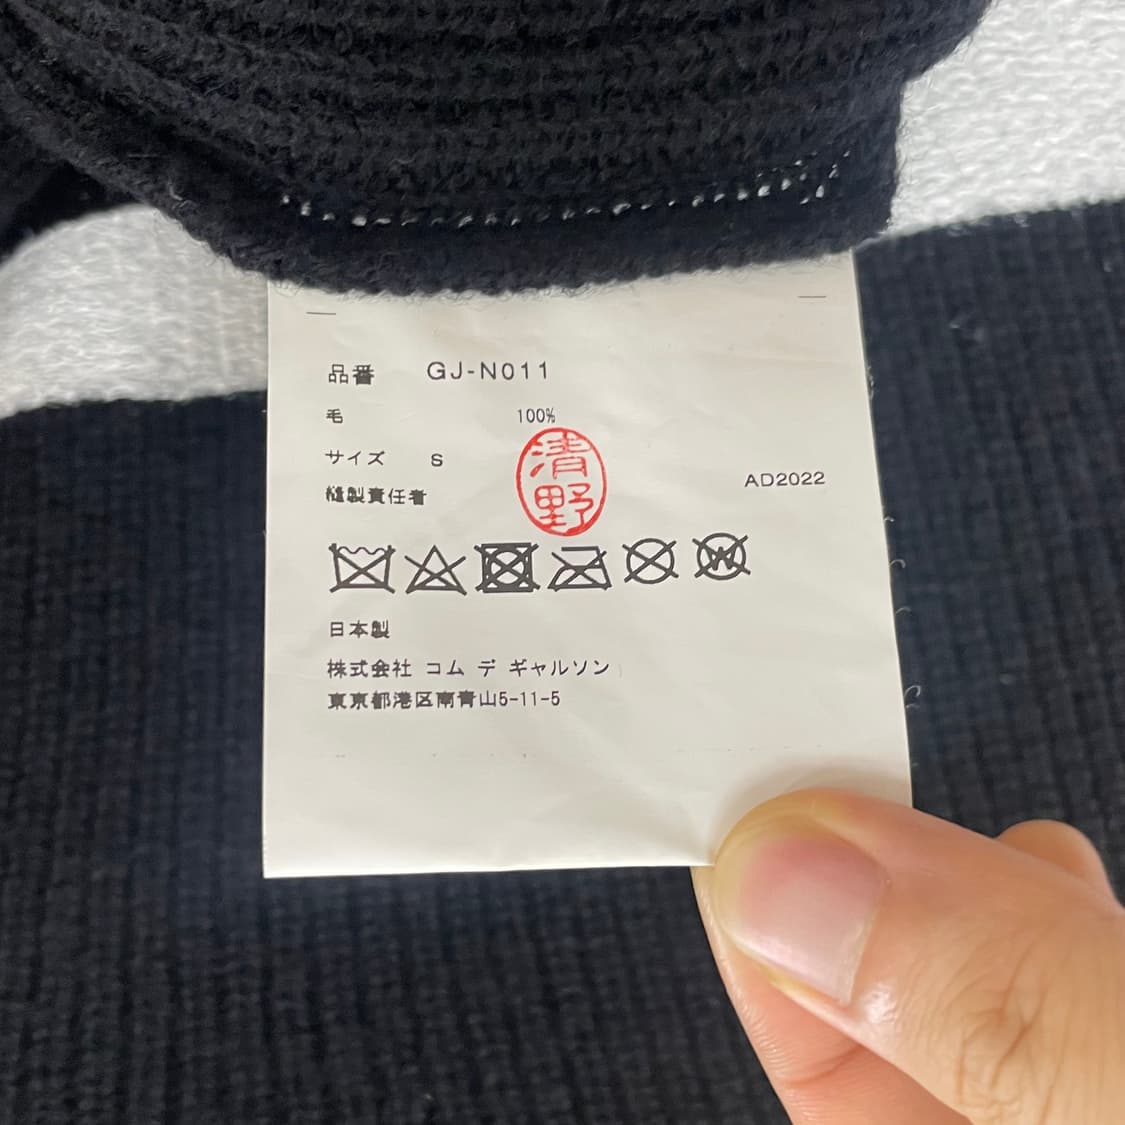 品番 GJ-N011
毛 100%
サイズ S
縫製責任者 清野 AD2022
日本製
株式会社 コム デ ギャルソン
東京都港区南青山5-11-5